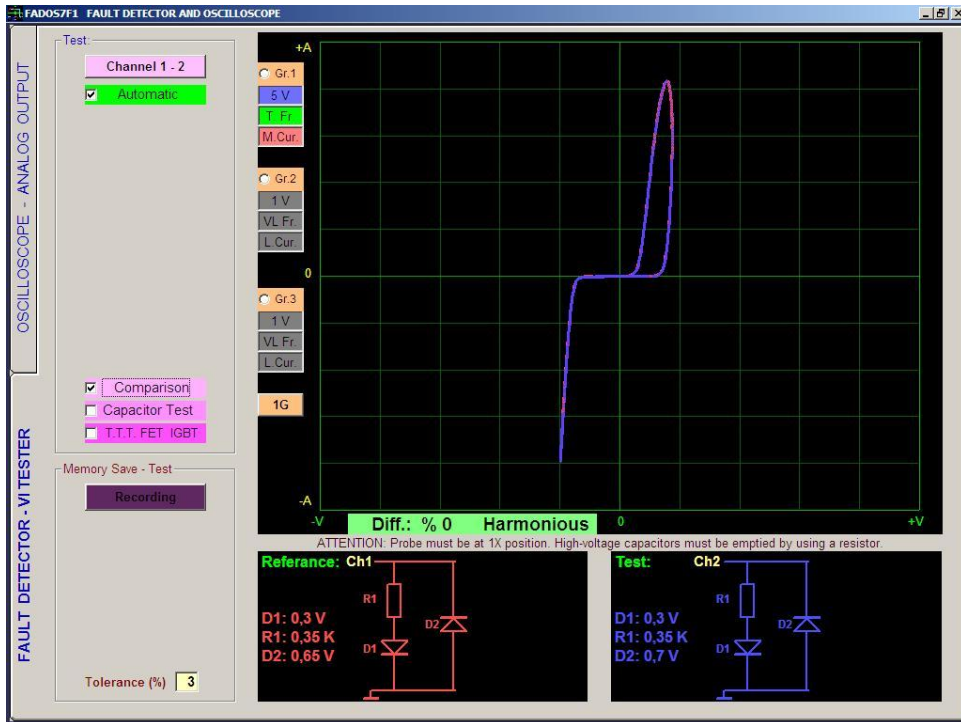 FADOS7F1 FAULT DETECTOR AND OSCILLOSCOPE
OSCILLOSCOPE - ANALOG OUTPUT
FAULT DETECTOR - VI TESTER
Test:
Channel 1 - 2
Automatic
Comparison
Capacitor Test
T.T.T. FET IGBT
Memory Save - Test
Recording
Tolerance (%) 3
+A
Gr.1
5 V
T. Fr
M.Cur.
Gr.2
1 V
VL Fr.
L.Cur.
0
Gr.3
1 V
VL Fr.
L.Cur.
1G
-A
-V 0 +V
Diff.: % 0 Harmonious
ATTENTION: Probe must be at 1X position. High-voltage capacitors must be emptied by using a resistor.
Referance: Ch1
R1
D1: 0,3 V
R1: 0,35 K
D2: 0,65 V
D2
D1
Test: Ch2
R1
D1: 0,3 V
R1: 0,35 K
D2: 0,7 V
D2
D1